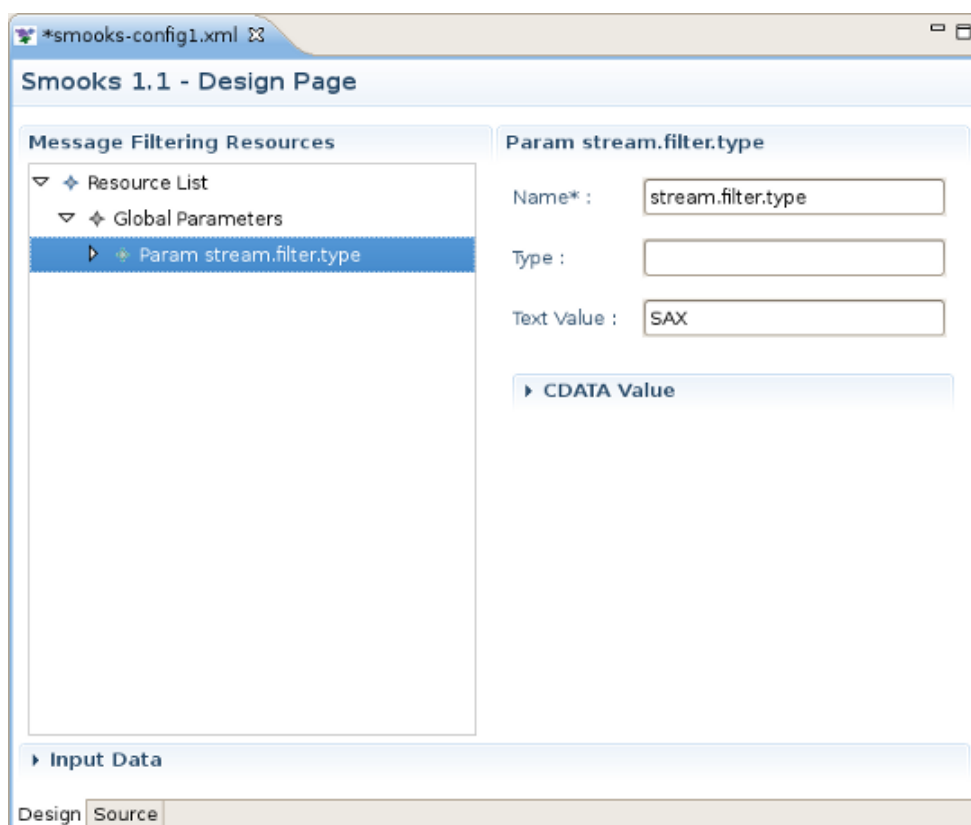 *smooks-config1.xml
Smooks 1.1 - Design Page
Message Filtering Resources
Resource List
Global Parameters
Param stream.filter.type
Param stream.filter.type
Name* : stream.filter.type
Type :
Text Value : SAX
CDATA Value
Input Data
Design Source